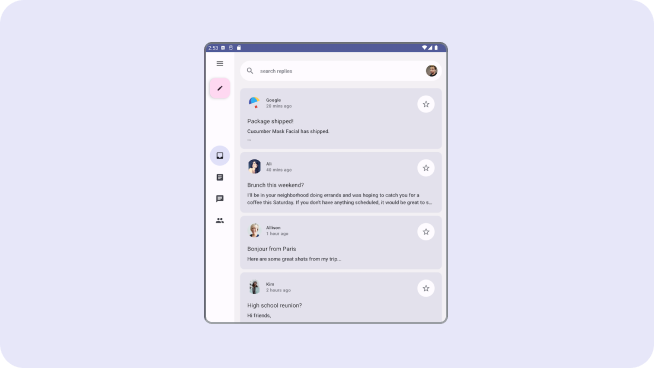 2:53
search replies
Google
20 mins ago
Package shipped!
Cucumber Mask Facial has shipped.
...
Ali
40 mins ago
Brunch this weekend?
I'll be in your neighborhood doing errands and was hoping to catch you for a
coffee this Saturday. If you don't have anything scheduled, it would be great to s...
Allison
1 hour ago
Bonjour from Paris
Here are some great shots from my trip...
Kim
2 hours ago
High school reunion?
Hi friends,